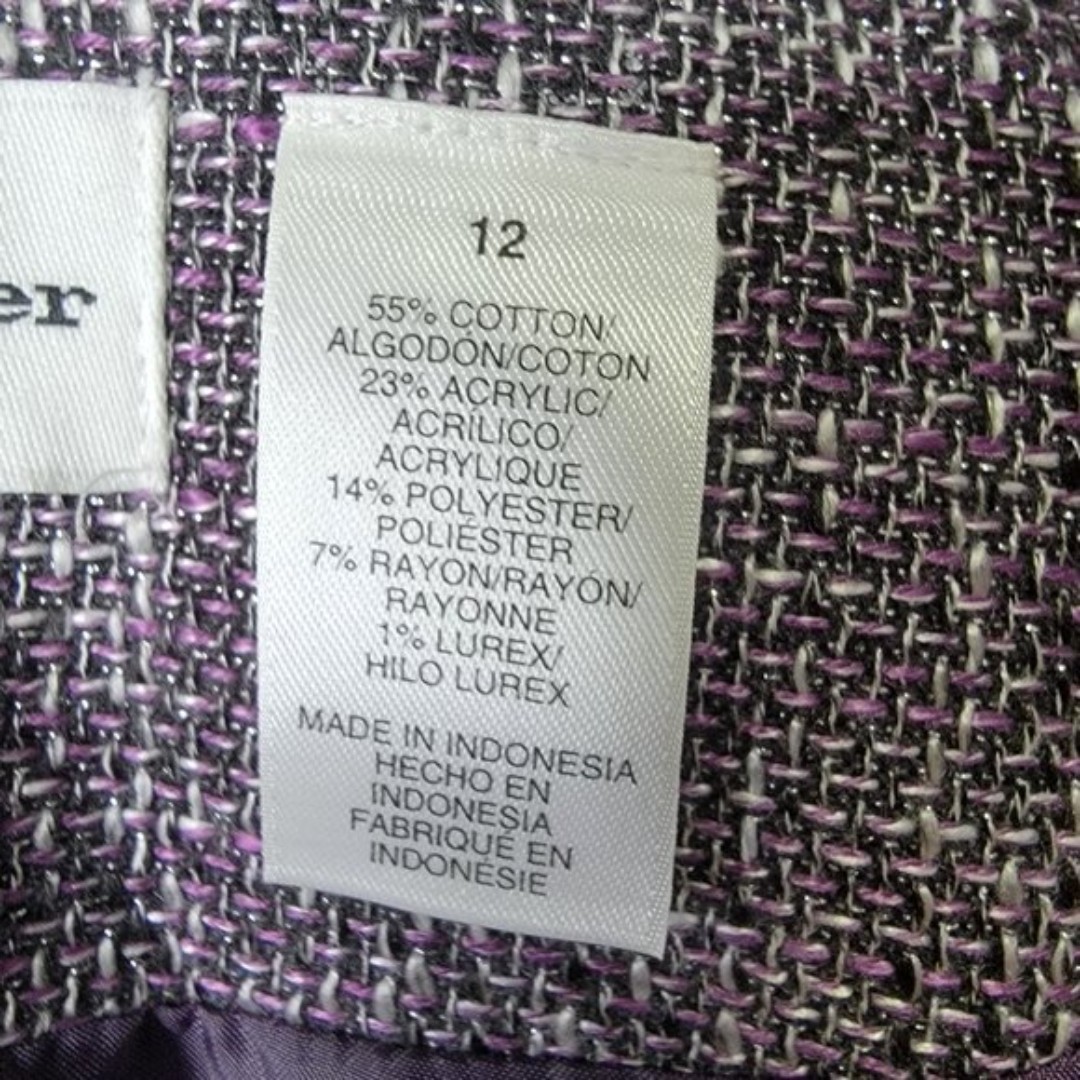 er
12
55% COTTON/
ALGODÓN/COTON
23% ACRYLIC/
ACRÍLICO/
ACRYLIQUE
14% POLYESTER/
POLIÉSTER
7% RAYON/RAYÓN/
RAYONNE
1% LUREX/
HILO LUREX
MADE IN INDONESIA
HECHO EN
INDONESIA
FABRIQUÉ EN
INDONÉSIE